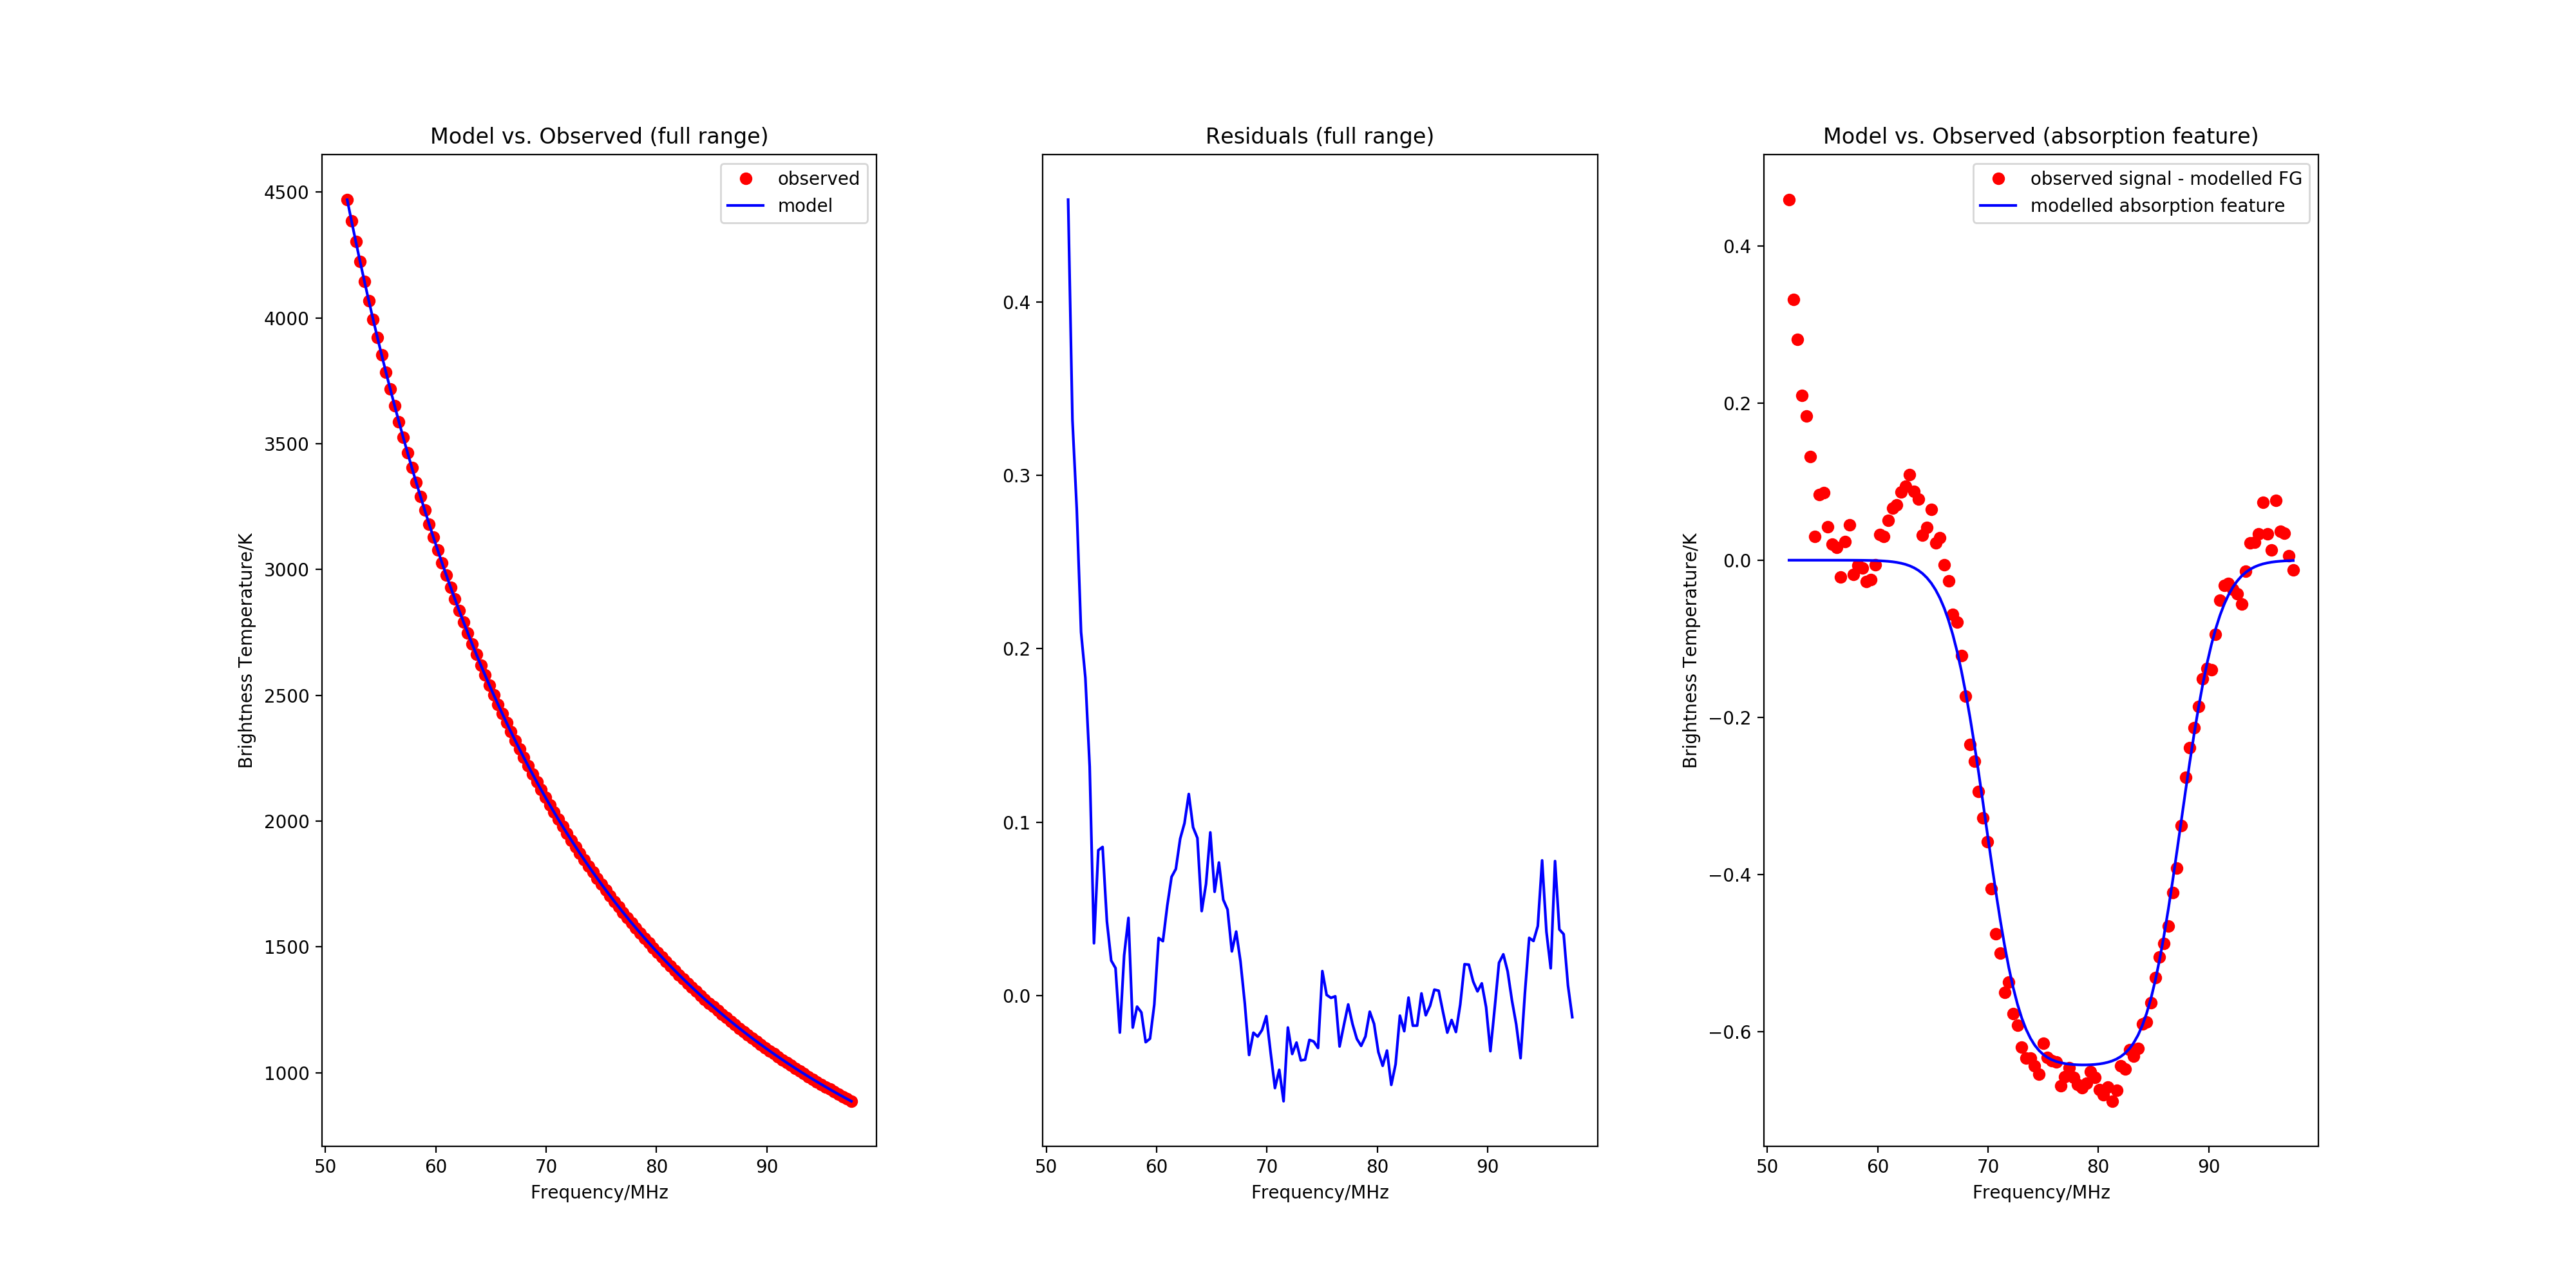 Model vs. Observed (full range)
observed
model
4500
4000
3500
3000
2500
2000
1500
1000
Brightness Temperature/K
50 60 70 80 90
Frequency/MHz
Residuals (full range)
0.4
0.3
0.2
0.1
0.0
50 60 70 80 90
Frequency/MHz
Model vs. Observed (absorption feature)
observed signal - modelled FG
modelled absorption feature
0.4
0.2
0.0
−0.2
−0.4
−0.6
Brightness Temperature/K
50 60 70 80 90
Frequency/MHz